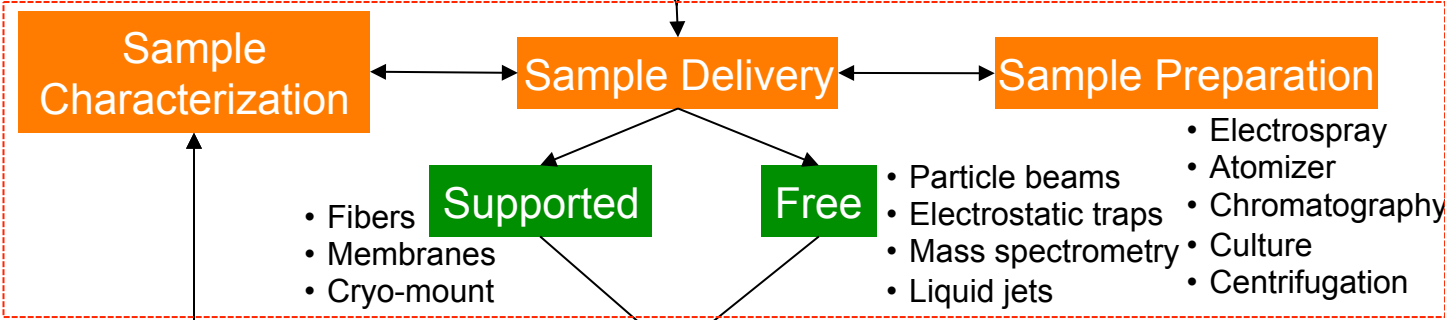 Sample
Characterization
Sample Delivery
Sample Preparation
Supported
Free
• Fibers
• Membranes
• Cryo-mount
• Particle beams
• Electrostatic traps
• Mass spectrometry
• Liquid jets
• Electrospray
• Atomizer
• Chromatography
• Culture
• Centrifugation